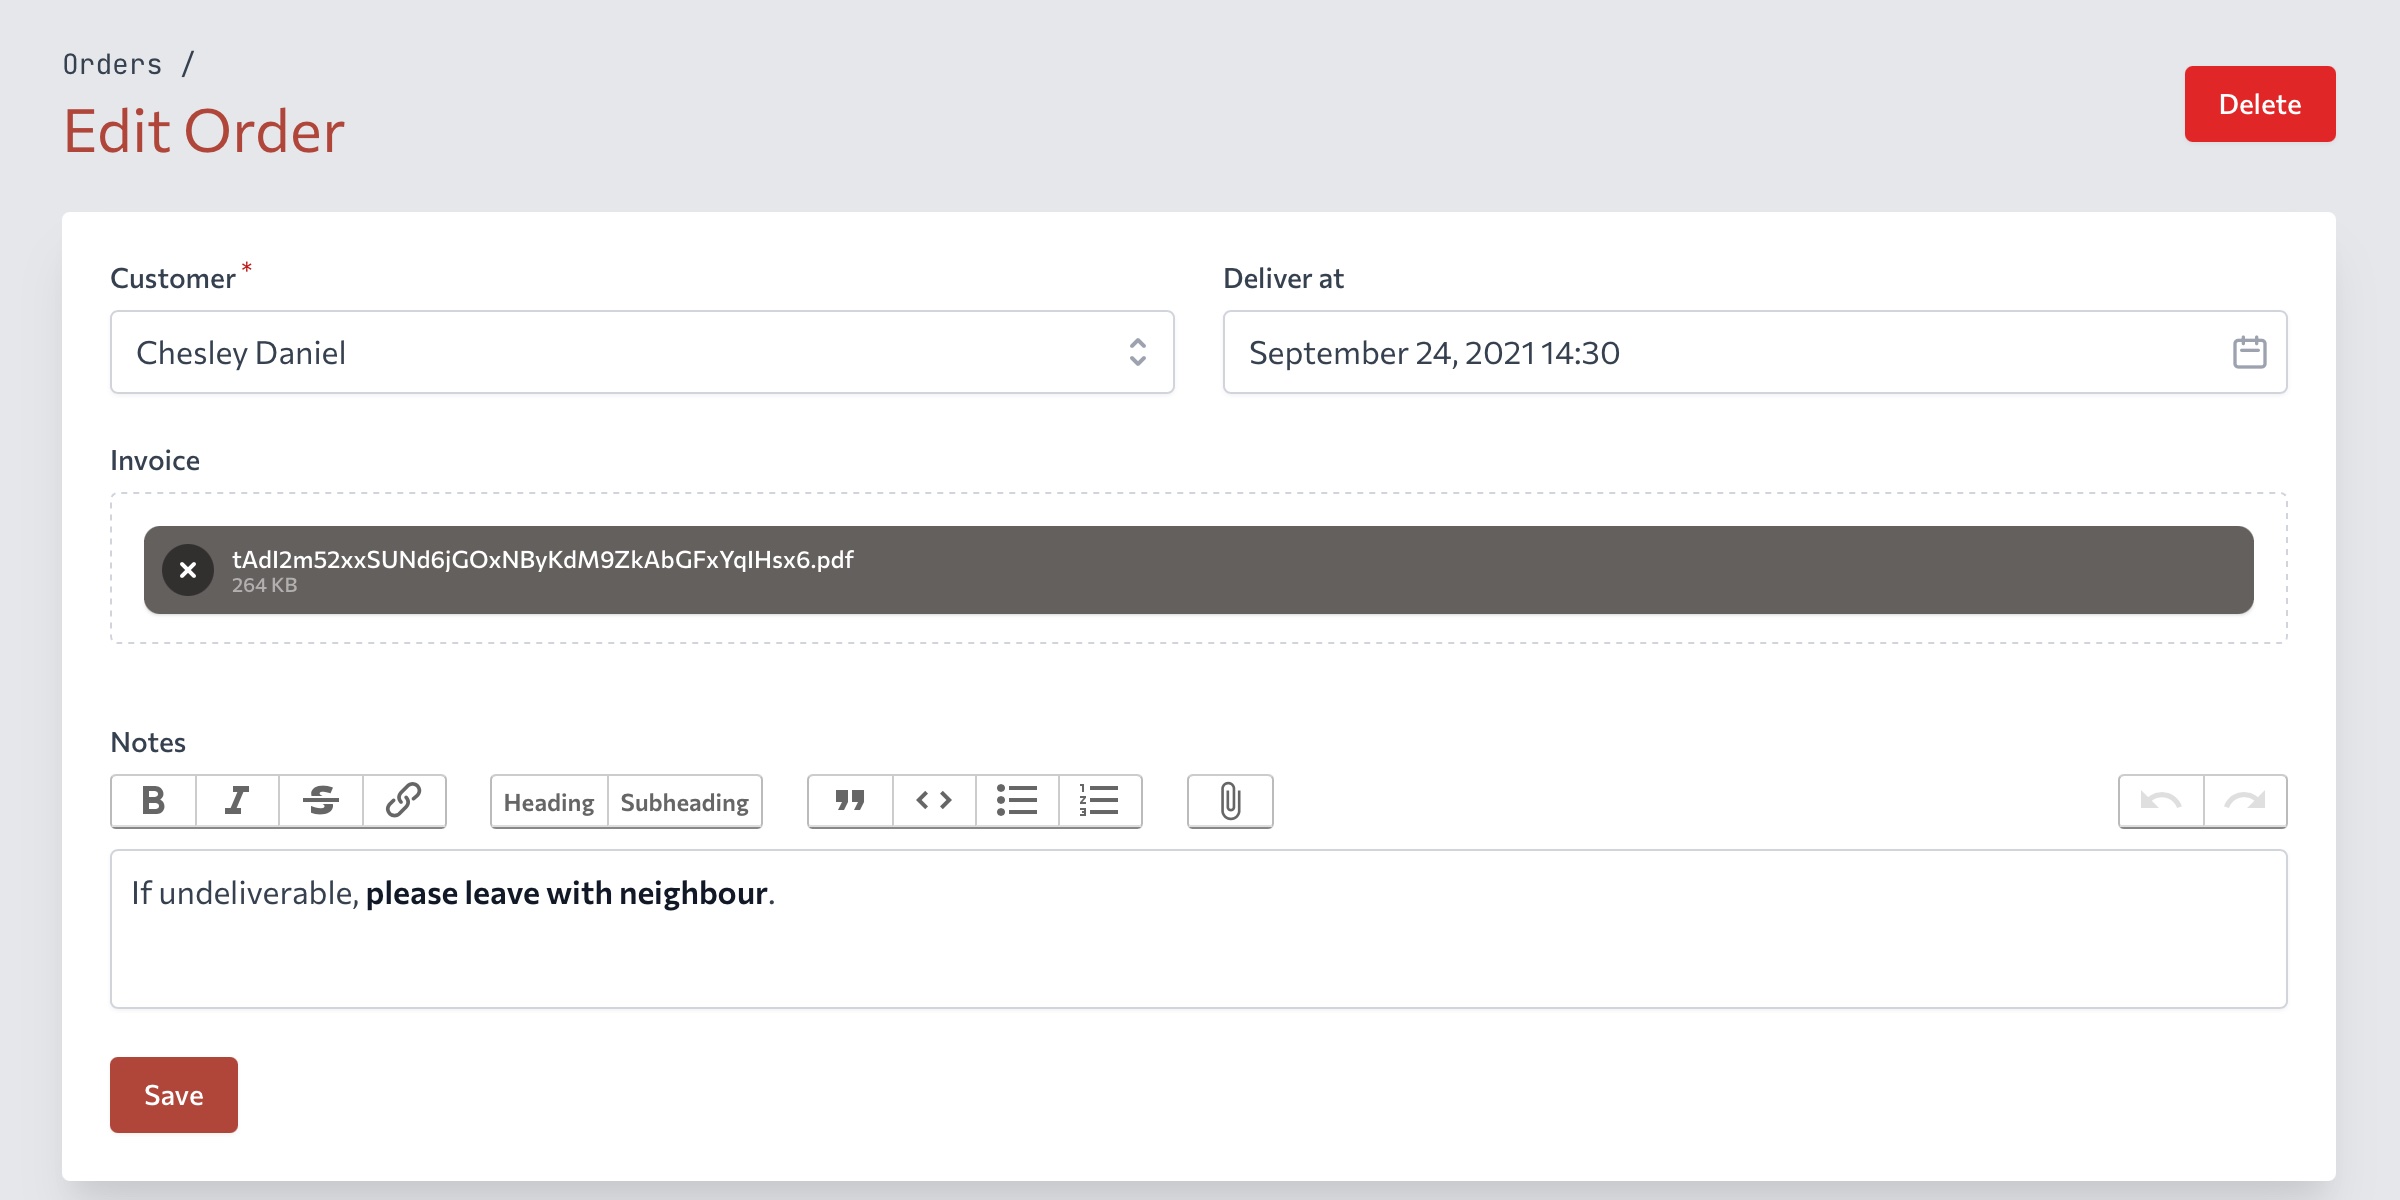 Orders /
Edit Order
Delete
Customer*
Deliver at
Chesley Daniel
September 24, 2021 14:30
Invoice
tAdI2m52xxSUNd6jGOxNByKdM9ZkAbGFxYqIHsx6.pdf
264 KB
Notes
B I S Heading Subheading
If undeliverable, please leave with neighbour.
Save